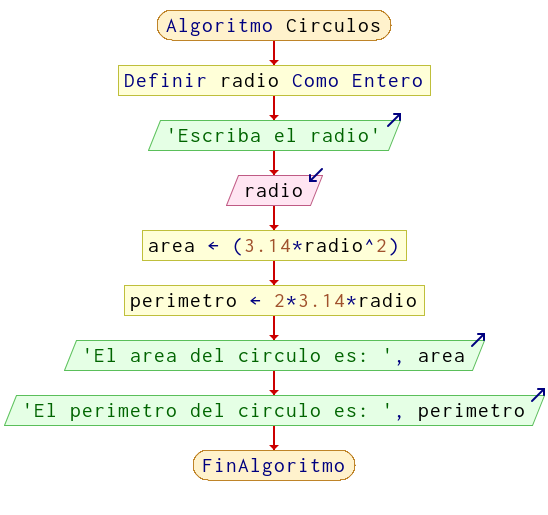 Algoritmo Circulos
Definir radio Como Entero
'Escriba el radio'
radio
area ← (3.14*radio^2)
perimetro ← 2*3.14*radio
'El area del circulo es: ', area
'El perimetro del circulo es: ', perimetro
FinAlgoritmo